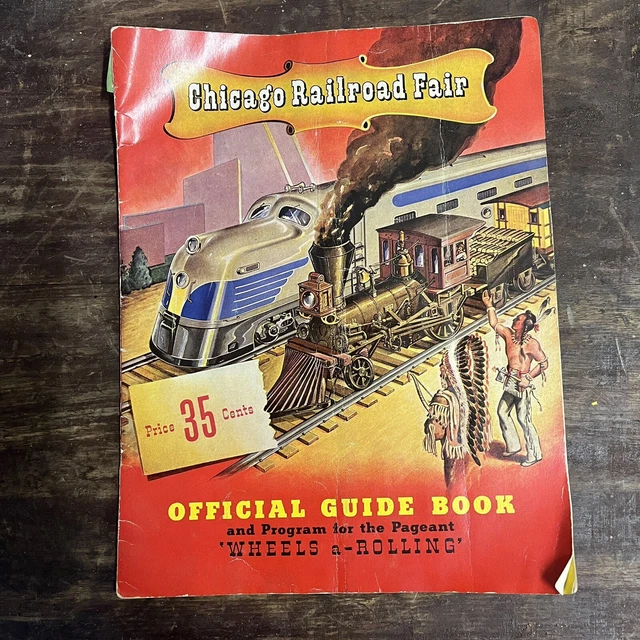 Chicago Railroad Fair
Price 35 Cents
OFFICIAL GUIDE BOOK
and Program for the Pageant
'WHEELS a-ROLLING'